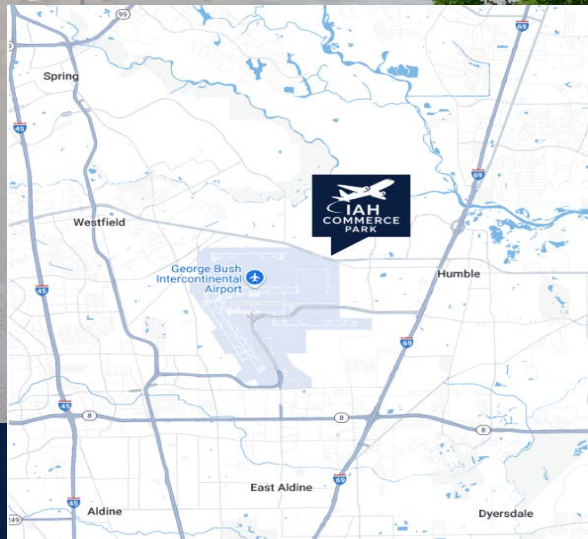 99
69
Spring
45
69
IAH
COMMERCE
PARK
Westfield
George Bush
Intercontinental
Airport
Humble
45
69
45
8
8
8
East Aldine
69
45
Aldine
Dyersdale
249